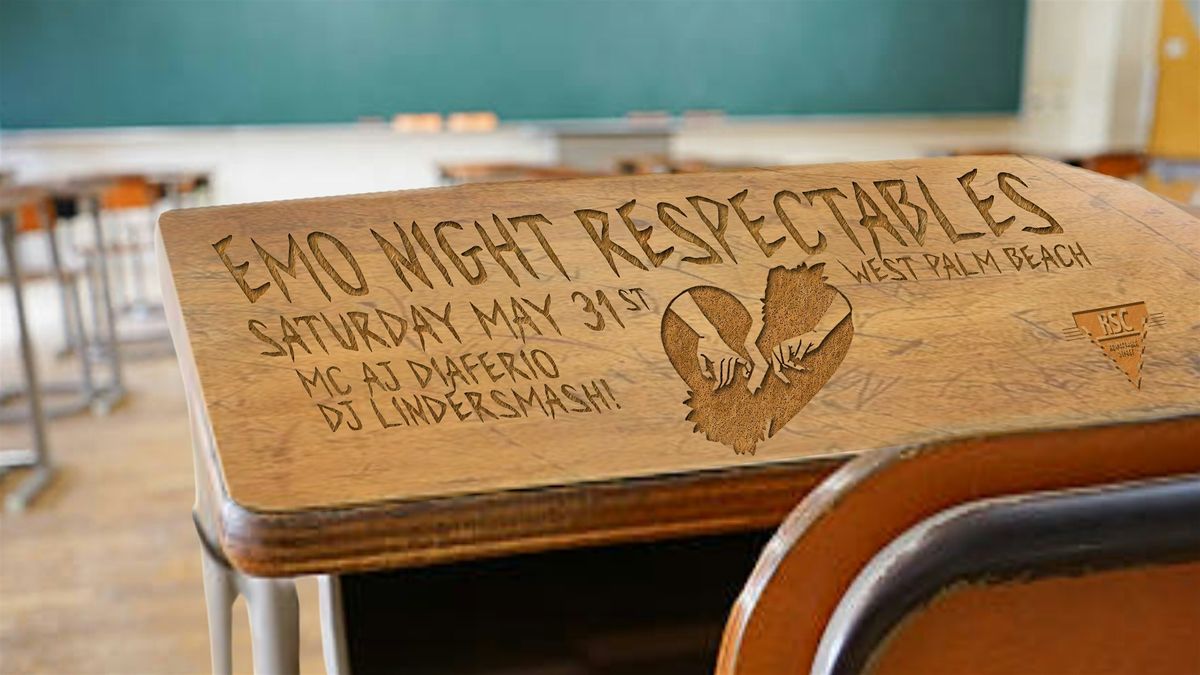 EMO NIGHT RESPECTABLES
SATURDAY MAY 31ST
WEST PALM BEACH
MC AJ DIAFERIO
DJ LINDERSMASH!
RSC